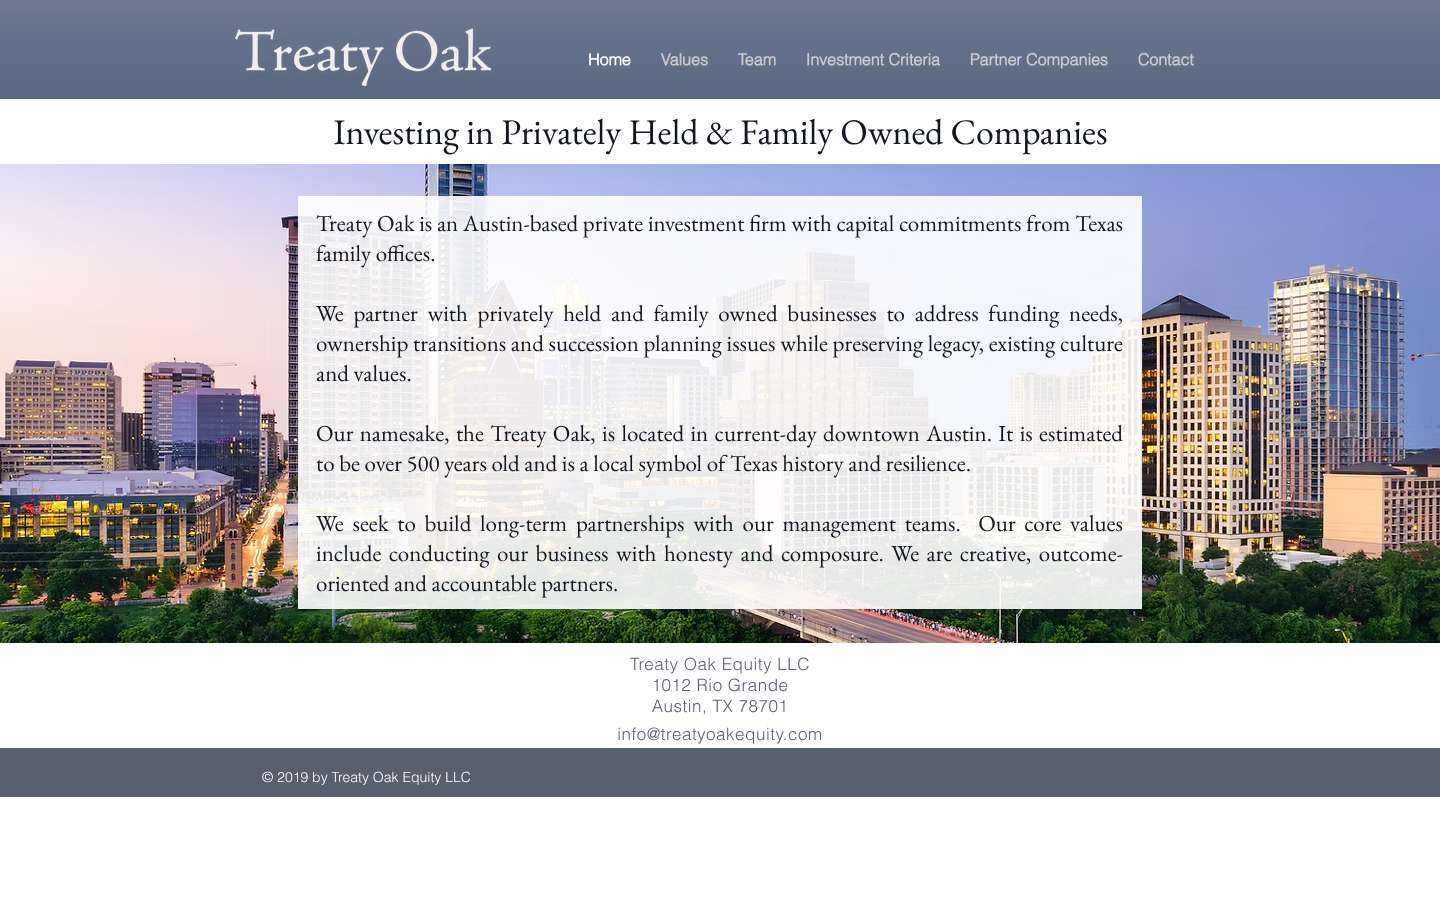 Treaty Oak
Home Values Team Investment Criteria Partner Companies Contact
Investing in Privately Held & Family Owned Companies
Treaty Oak is an Austin-based private investment firm with capital commitments from Texas
family offices.
We partner with privately held and family owned businesses to address funding needs,
ownership transitions and succession planning issues while preserving legacy, existing culture
and values.
Our namesake, the Treaty Oak, is located in current-day downtown Austin. It is estimated
to be over 500 years old and is a local symbol of Texas history and resilience.
We seek to build long-term partnerships with our management teams.  Our core values
include conducting our business with honesty and composure. We are creative, outcome-
oriented and accountable partners.
Treaty Oak Equity LLC
1012 Rio Grande
Austin, TX 78701
info@treatyoakequity.com
© 2019 by Treaty Oak Equity LLC